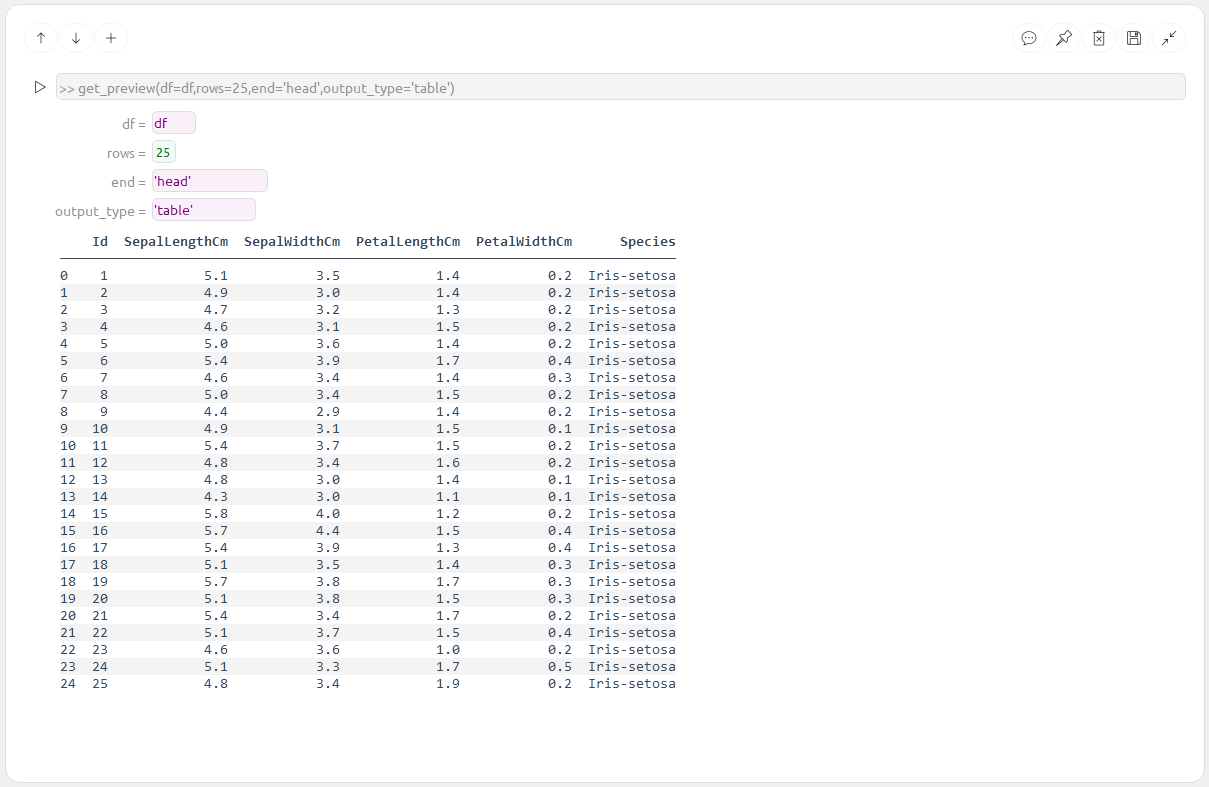 >> get_preview(df=df,rows=25,end='head',output_type='table')
df = df
rows = 25
end = 'head'
output_type = 'table'
Id SepalLengthCm SepalWidthCm PetalLengthCm PetalWidthCm Species
0 1 5.1 3.5 1.4 0.2 Iris-setosa
1 2 4.9 3.0 1.4 0.2 Iris-setosa
2 3 4.7 3.2 1.3 0.2 Iris-setosa
3 4 4.6 3.1 1.5 0.2 Iris-setosa
4 5 5.0 3.6 1.4 0.2 Iris-setosa
5 6 5.4 3.9 1.7 0.4 Iris-setosa
6 7 4.6 3.4 1.4 0.3 Iris-setosa
7 8 5.0 3.4 1.5 0.2 Iris-setosa
8 9 4.4 2.9 1.4 0.2 Iris-setosa
9 10 4.9 3.1 1.5 0.1 Iris-setosa
10 11 5.4 3.7 1.5 0.2 Iris-setosa
11 12 4.8 3.4 1.6 0.2 Iris-setosa
12 13 4.8 3.0 1.4 0.1 Iris-setosa
13 14 4.3 3.0 1.1 0.1 Iris-setosa
14 15 5.8 4.0 1.2 0.2 Iris-setosa
15 16 5.7 4.4 1.5 0.4 Iris-setosa
16 17 5.4 3.9 1.3 0.4 Iris-setosa
17 18 5.1 3.5 1.4 0.3 Iris-setosa
18 19 5.7 3.8 1.7 0.3 Iris-setosa
19 20 5.1 3.8 1.5 0.3 Iris-setosa
20 21 5.4 3.4 1.7 0.2 Iris-setosa
21 22 5.1 3.7 1.5 0.4 Iris-setosa
22 23 4.6 3.6 1.0 0.2 Iris-setosa
23 24 5.1 3.3 1.7 0.5 Iris-setosa
24 25 4.8 3.4 1.9 0.2 Iris-setosa